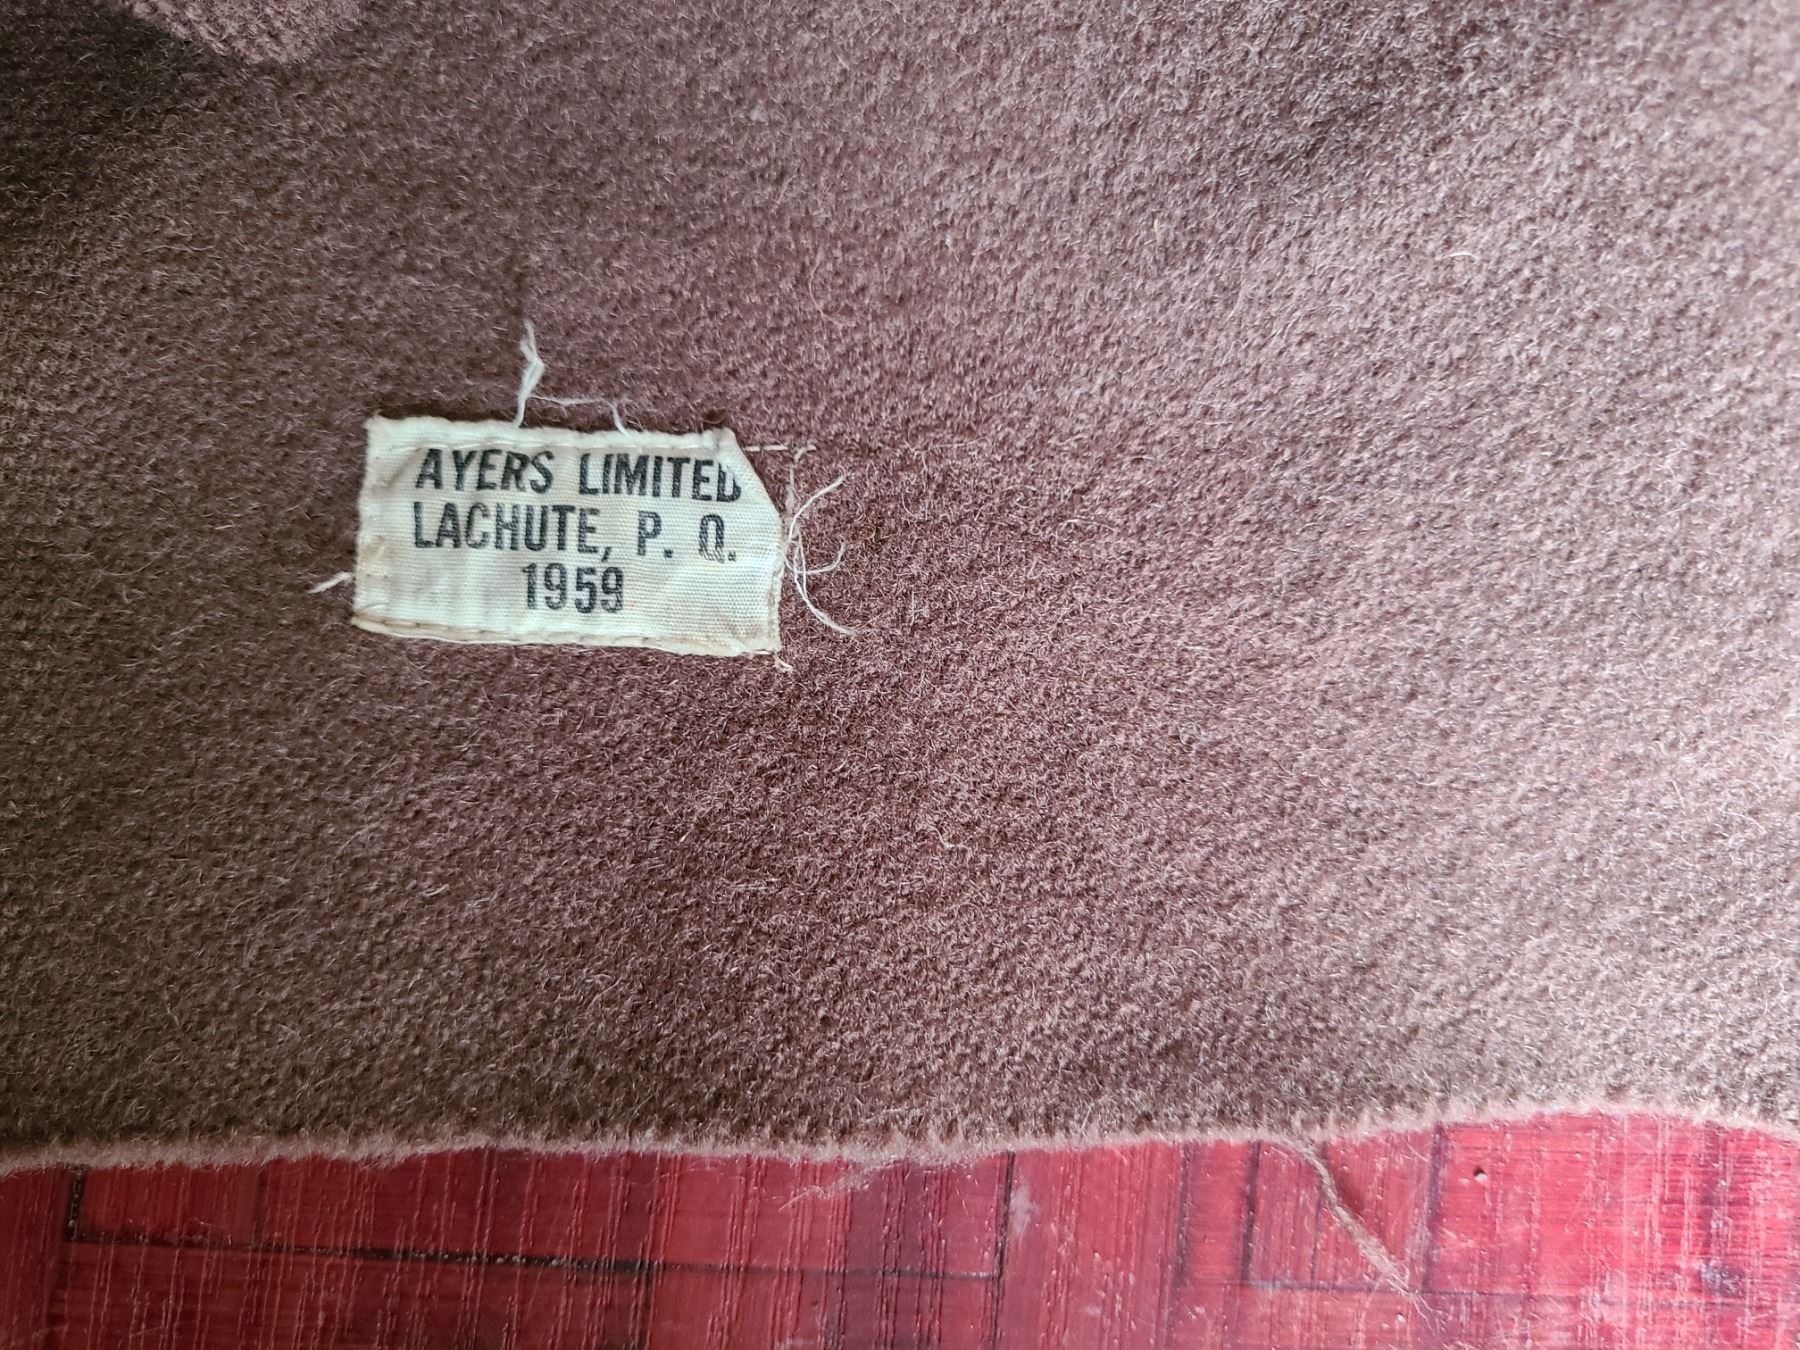 AYERS LIMITED
LACHUTE, P. Q.
1959